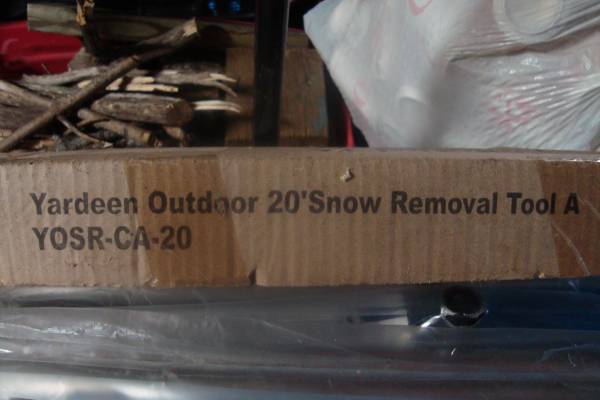 Yardeen Outdoor 20'Snow Removal Tool A
YOSR-CA-20